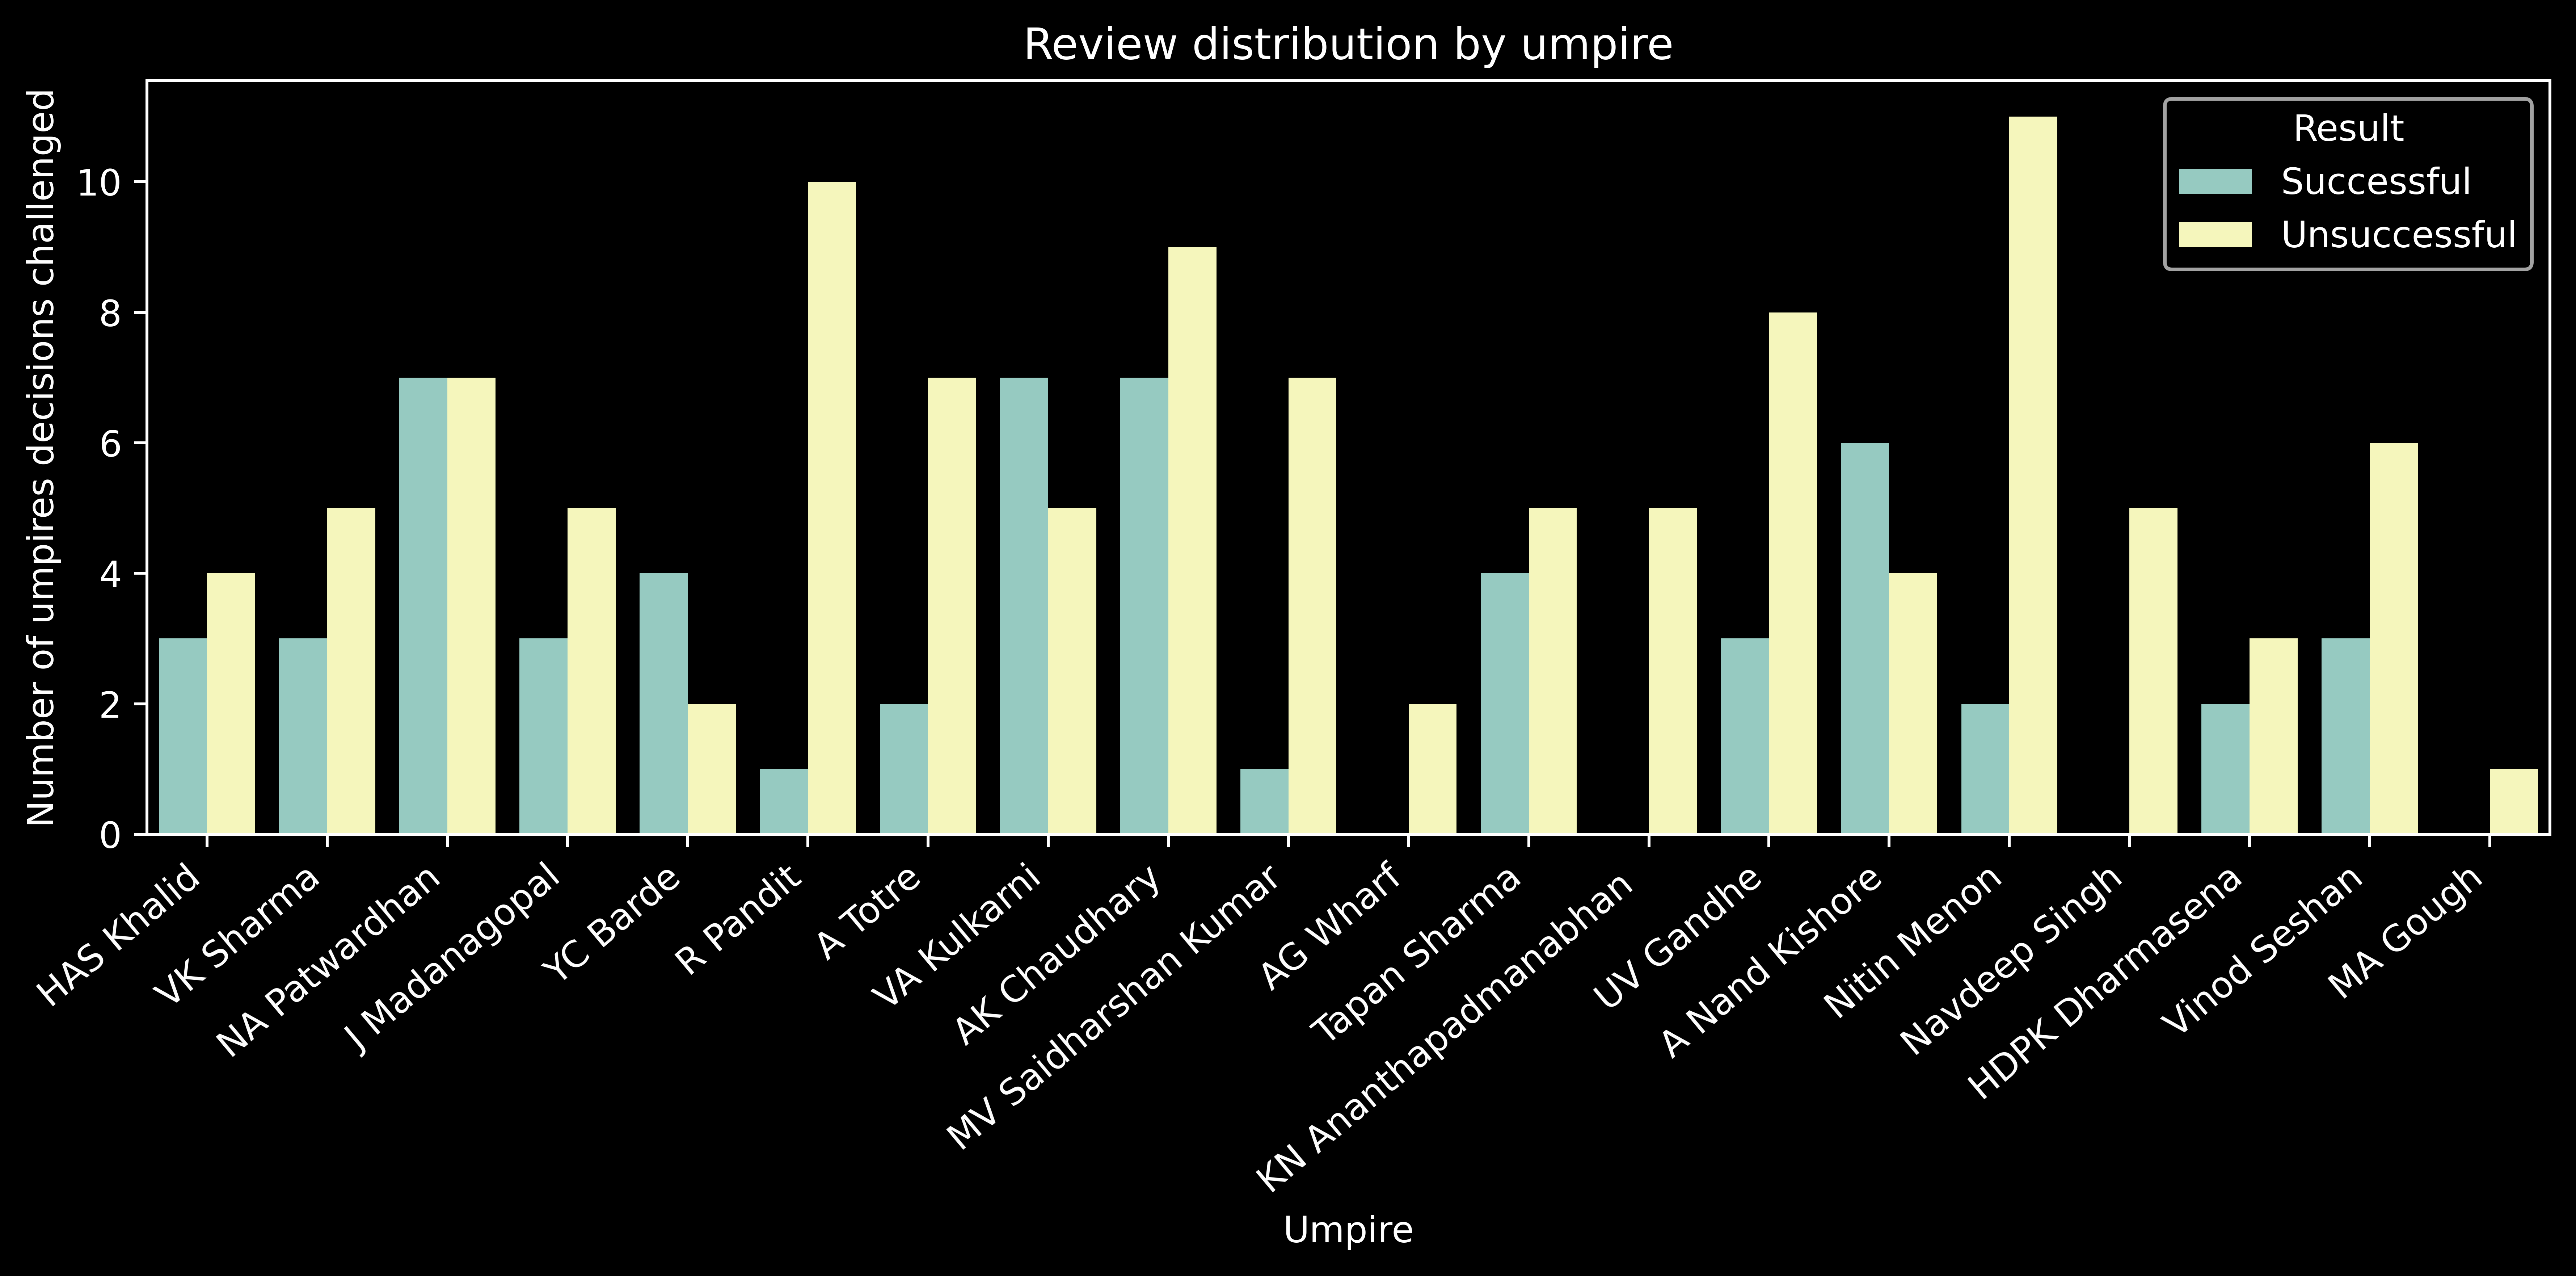 Review distribution by umpire
Number of umpires decisions challenged
10
8
6
4
2
0
Result
Successful
Unsuccessful
HAS Khalid
VK Sharma
NA Patwardhan
J Madanagopal
YC Barde
R Pandit
A Totre
VA Kulkarni
AK Chaudhary
MV Saidharshan Kumar
AG Wharf
Tapan Sharma
KN Ananthapadmanabhan
UV Gandhe
A Nand Kishore
Nitin Menon
Navdeep Singh
HDPK Dharmasena
Vinod Seshan
MA Gough
Umpire